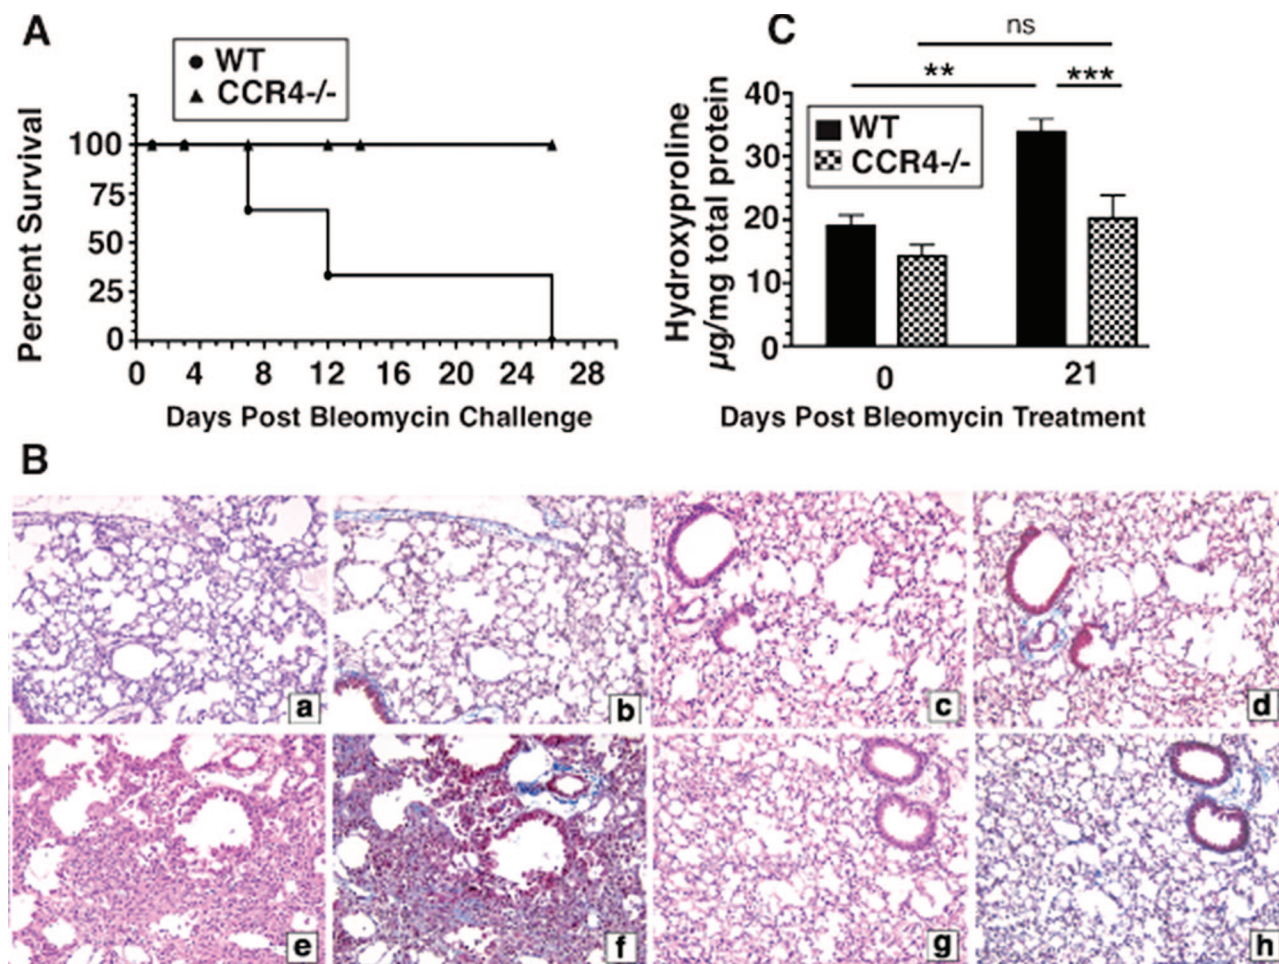 A
WT
CCR4-/-
Percent Survival
100
75
50
25
0
0 4 8 12 16 20 24 28
Days Post Bleomycin Challenge
C
ns
** ***
WT
CCR4-/-
Hydroxyproline
µg/mg total protein
40
30
20
10
0
0 21
Days Post Bleomycin Treatment
B
a b c d
e f g h